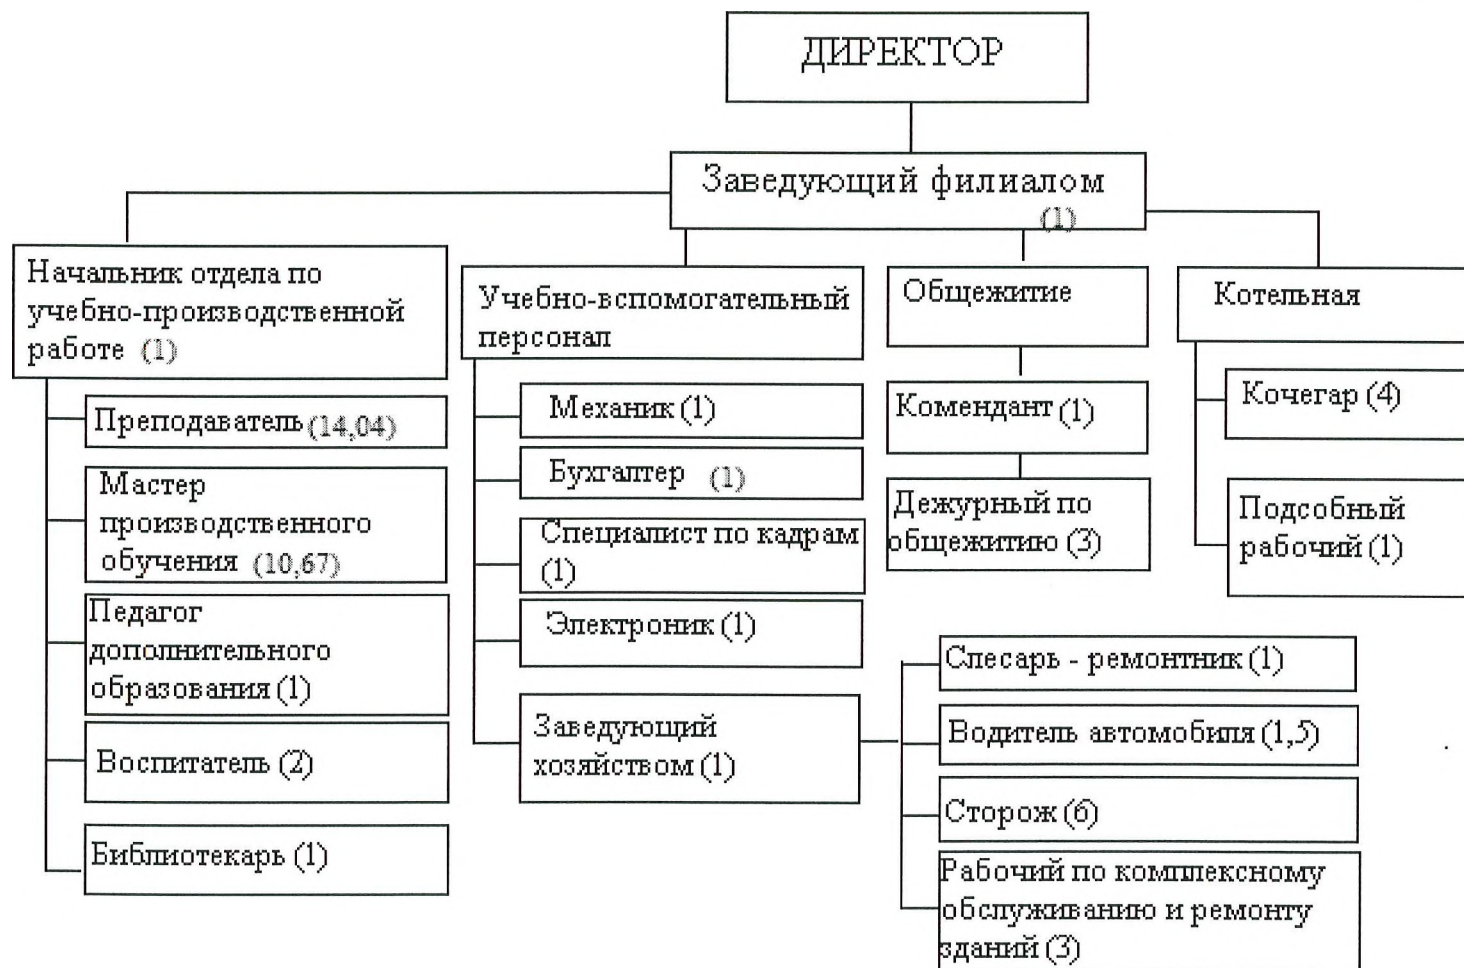 ДИРЕКТОР
Заведующий филиалом
(1)
Начальник отдела по
учебно-производственной
работе (1)
Преподаватель (14,04)
Мастер
производственного
обучения (10,67)
Педагог
дополнительного
образования (1)
Воспитатель (2)
Библиотекарь (1)
Учебно-вспомогательный
персонал
Механик (1)
Бухгалтер (1)
Специалист по кадрам
(1)
Электроник (1)
Заведующий
хозяйством (1)
Слесарь - ремонтник (1)
Водитель автомобиля (1,5)
Сторож (6)
Рабочий по комплексному
обслуживанию и ремонту
зданий (3)
Общежитие
Комендант (1)
Дежурный по
общежитию (3)
Котельная
Кочегар (4)
Подсобный
рабочий (1)